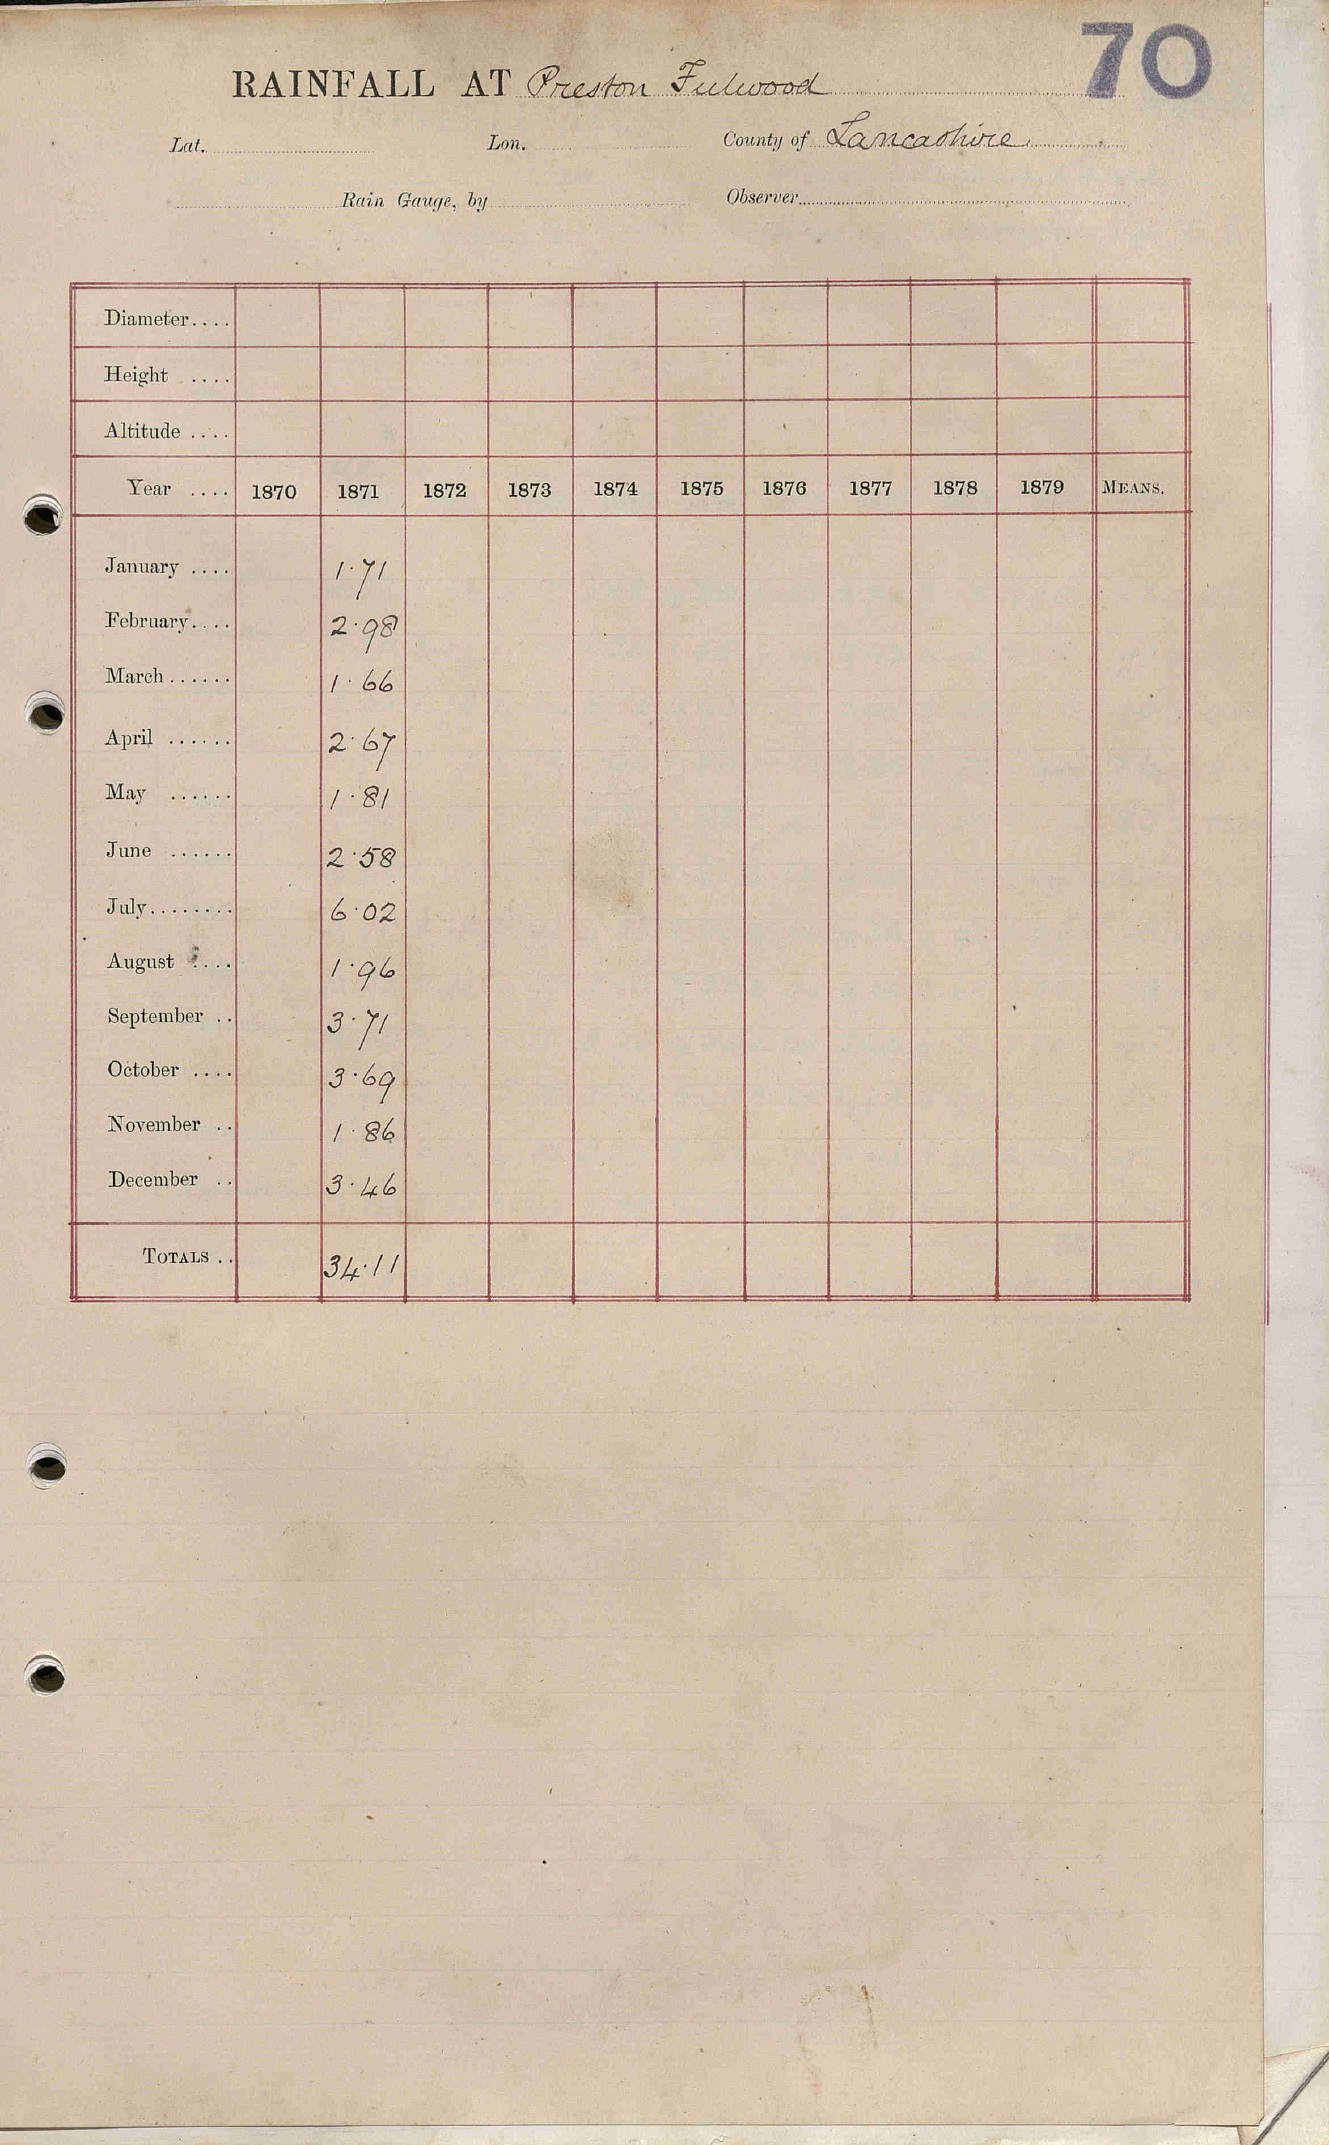 70
RAINFALL AT Preston Fulwood
Lat. Lon. County of Lancashire
Rain Gauge, by Observer
Diameter....
Height ....
Altitude ....
Year .... 1870 1871 1872 1873 1874 1875 1876 1877 1878 1879 MEANS.
January .... 1.71
February.... 2.98
March...... 1.66
April ...... 2.67
May ...... 1.81
June ...... 2.58
July........ 6.02
August .... 1.96
September .. 3.71
October .... 3.69
November .. 1.86
December .. 3.46
TOTALS .. 34.11